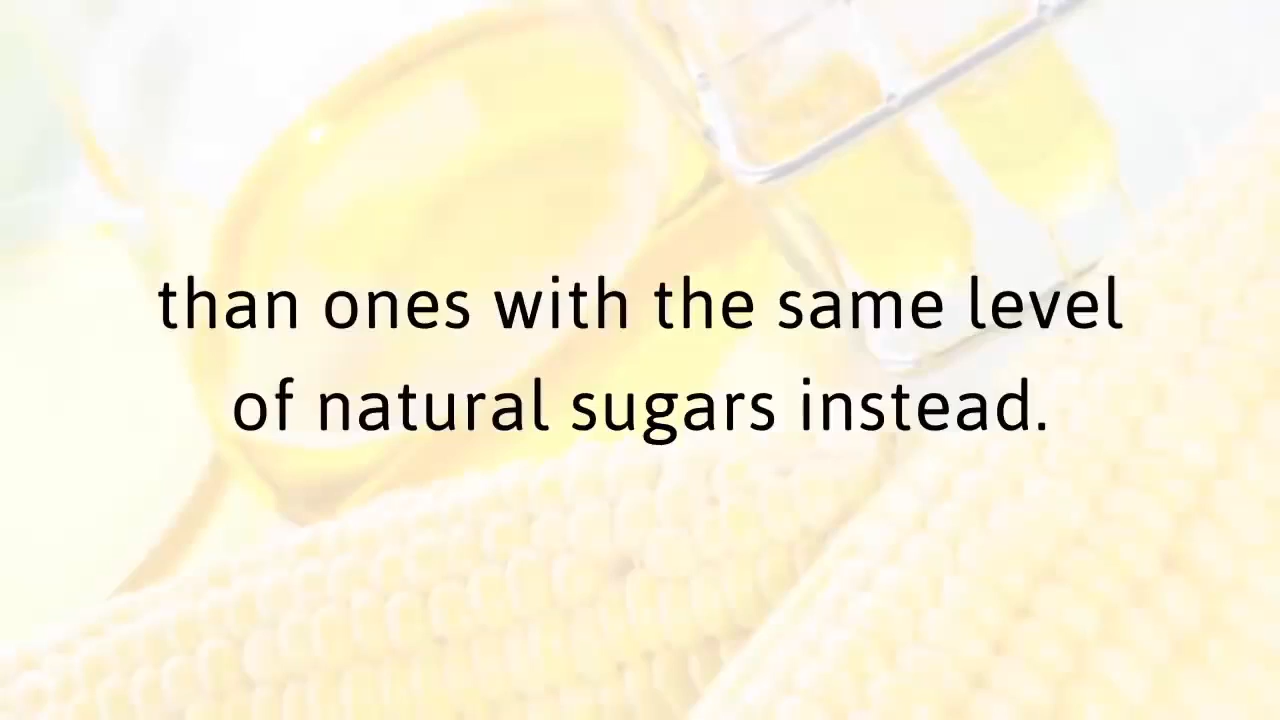 than ones with the same level
of natural sugars instead.